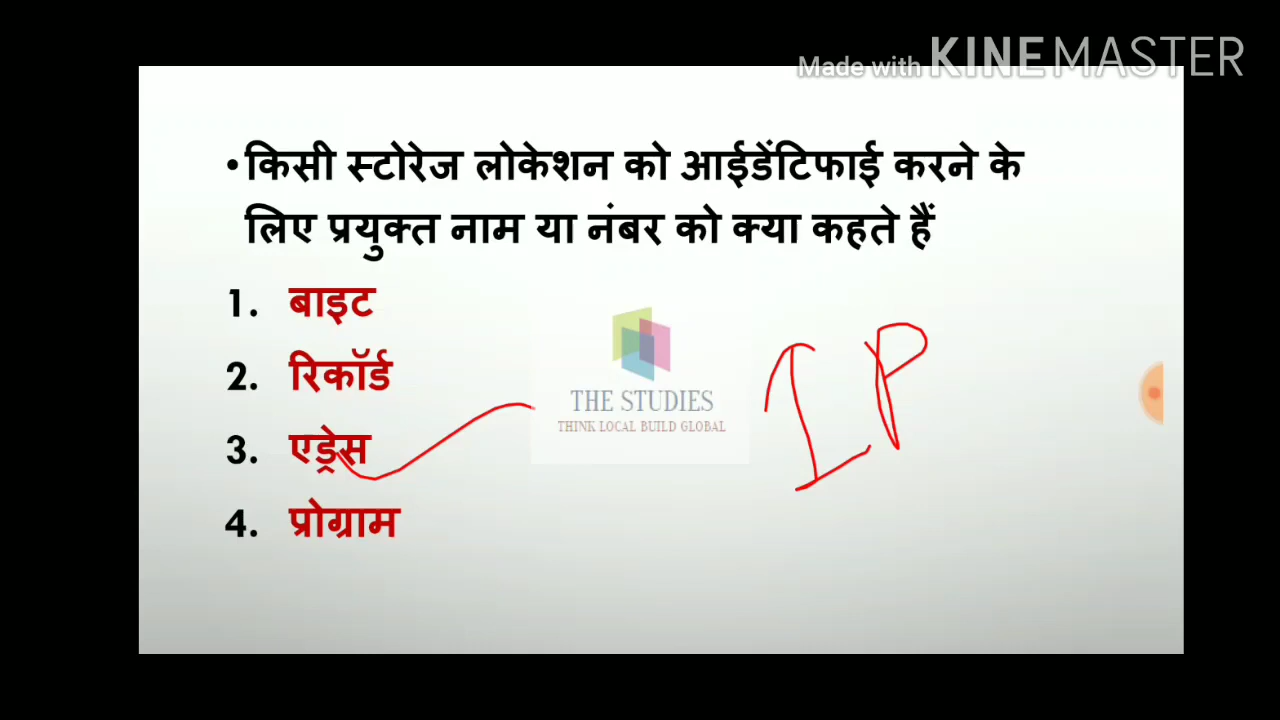 Made with KINEMASTER
•किसी स्टोरेज लोकेशन को आईडेंटिफाई करने के
लिए प्रयुक्त नाम या नंबर को क्या कहते हैं
1. बाइट
2. रिकॉर्ड
3. एड्रेस
4. प्रोग्राम
THE STUDIES
THINK LOCAL BUILD GLOBAL
IP